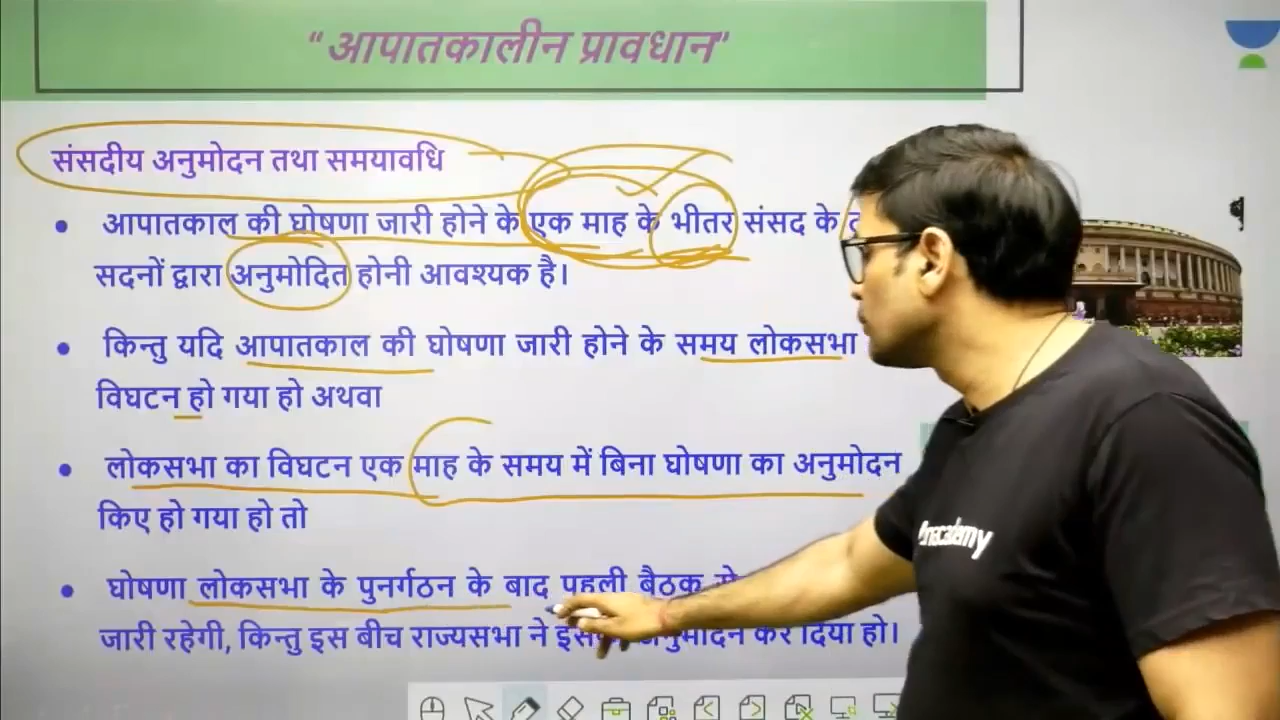 “आपातकालीन प्रावधान”
संसदीय अनुमोदन तथा समयावधि
• आपातकाल की घोषणा जारी होने के एक माह के भीतर संसद के
सदनों द्वारा अनुमोदित होनी आवश्यक है।
• किन्तु यदि आपातकाल की घोषणा जारी होने के समय लोकसभा
विघटन हो गया हो अथवा
• लोकसभा का विघटन एक माह के समय में बिना घोषणा का अनुमोदन
किए हो गया हो तो
• घोषणा लोकसभा के पुनर्गठन के बाद पहली बैठक
जारी रहेगी, किन्तु इस बीच राज्यसभा ने अनुमोदन कर दिया हो।
unacademy